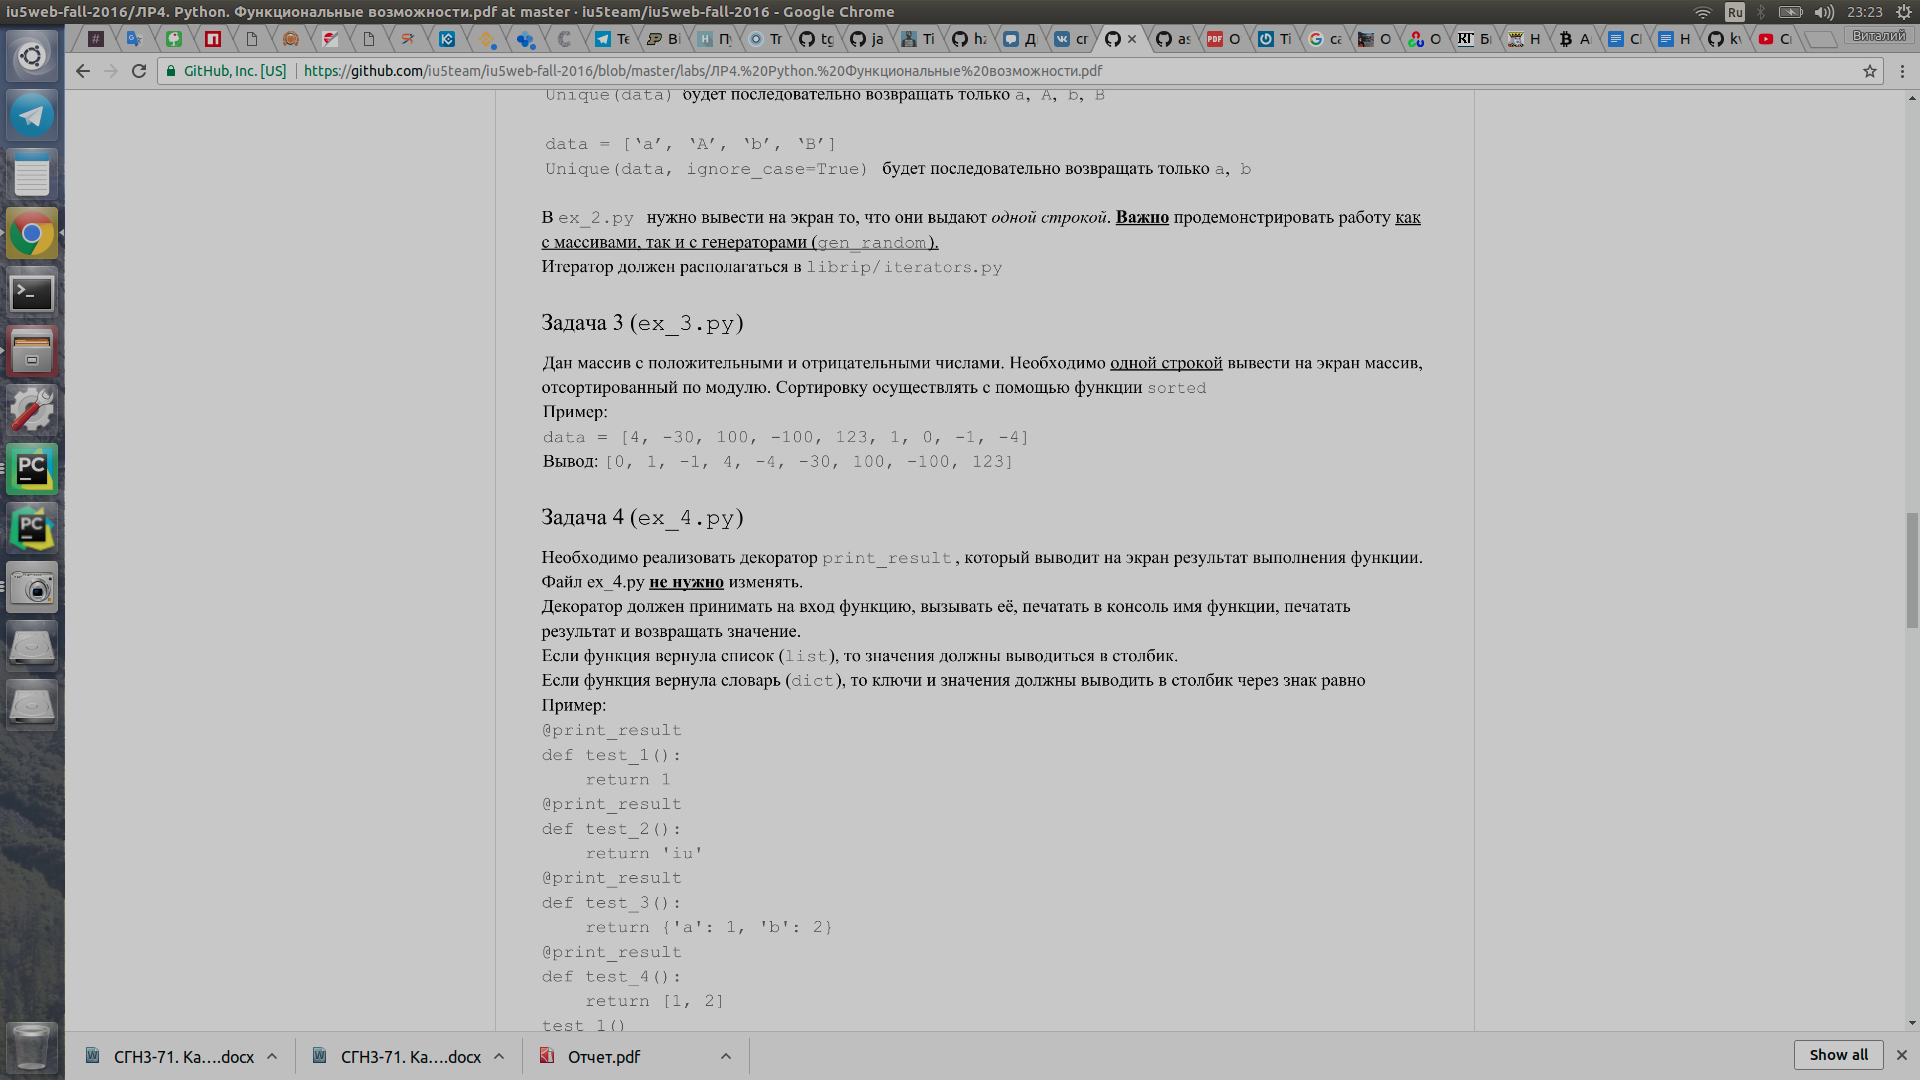 iu5web-fall-2016/ЛР4. Python. Функциональные возможности.pdf at master · iu5team/iu5web-fall-2016 - Google Chrome
Ru
23:23
Виталий
GitHub, Inc. [US]
https://github.com/iu5team/iu5web-fall-2016/blob/master/labs/ЛР4.%20Python.%20Функциональные%20возможности.pdf
Unique(data) будет последовательно возвращать только a, A, b, B
data = [‘a’, ‘A’, ‘b’, ‘B’]
Unique(data, ignore_case=True) будет последовательно возвращать только a, b
В ex_2.py нужно вывести на экран то, что они выдают одной строкой. Важно продемонстрировать работу как
с массивами, так и с генераторами (gen_random).
Итератор должен располагаться в librip/iterators.py
Задача 3 (ex_3.py)
Дан массив с положительными и отрицательными числами. Необходимо одной строкой вывести на экран массив,
отсортированный по модулю. Сортировку осуществлять с помощью функции sorted
Пример:
data = [4, -30, 100, -100, 123, 1, 0, -1, -4]
Вывод: [0, 1, -1, 4, -4, -30, 100, -100, 123]
Задача 4 (ex_4.py)
Необходимо реализовать декоратор print_result, который выводит на экран результат выполнения функции.
Файл ex_4.py не нужно изменять.
Декоратор должен принимать на вход функцию, вызывать её, печатать в консоль имя функции, печатать
результат и возвращать значение.
Если функция вернула список (list), то значения должны выводиться в столбик.
Если функция вернула словарь (dict), то ключи и значения должны выводить в столбик через знак равно
Пример:
@print_result
def test_1():
    return 1
@print_result
def test_2():
    return 'iu'
@print_result
def test_3():
    return {'a': 1, 'b': 2}
@print_result
def test_4():
    return [1, 2]
test_1()
СГН3-71. Ка....docx
СГН3-71. Ка....docx
Отчет.pdf
Show all